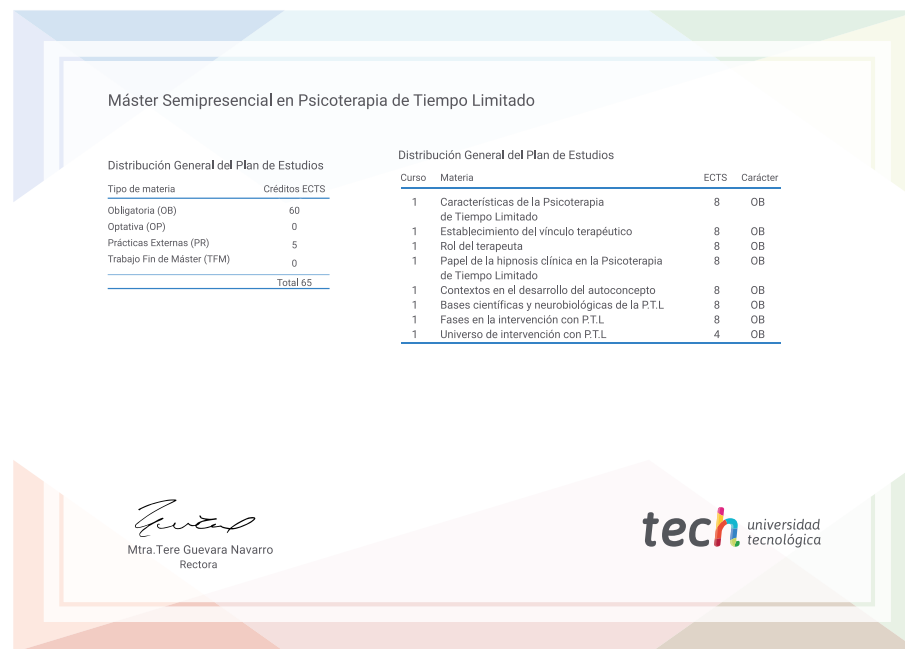 Máster Semipresencial en Psicoterapia de Tiempo Limitado
Distribución General del Plan de Estudios
Tipo de materia Créditos ECTS
Obligatoria (OB) 60
Optativa (OP) 0
Prácticas Externas (PR) 5
Trabajo Fin de Máster (TFM) 0
Total 65
Distribución General del Plan de Estudios
Curso Materia ECTS Carácter
1 Características de la Psicoterapia 8 OB
de Tiempo Limitado
1 Establecimiento del vínculo terapéutico 8 OB
1 Rol del terapeuta 8 OB
1 Papel de la hipnosis clínica en la Psicoterapia 8 OB
de Tiempo Limitado
1 Contextos en el desarrollo del autoconcepto 8 OB
1 Bases científicas y neurobiológicas de la P.T.L 8 OB
1 Fases en la intervención con P.T.L 8 OB
1 Universo de intervención con P.T.L 4 OB
Mtra.Tere Guevara Navarro
Rectora
tech universidad
tecnológica